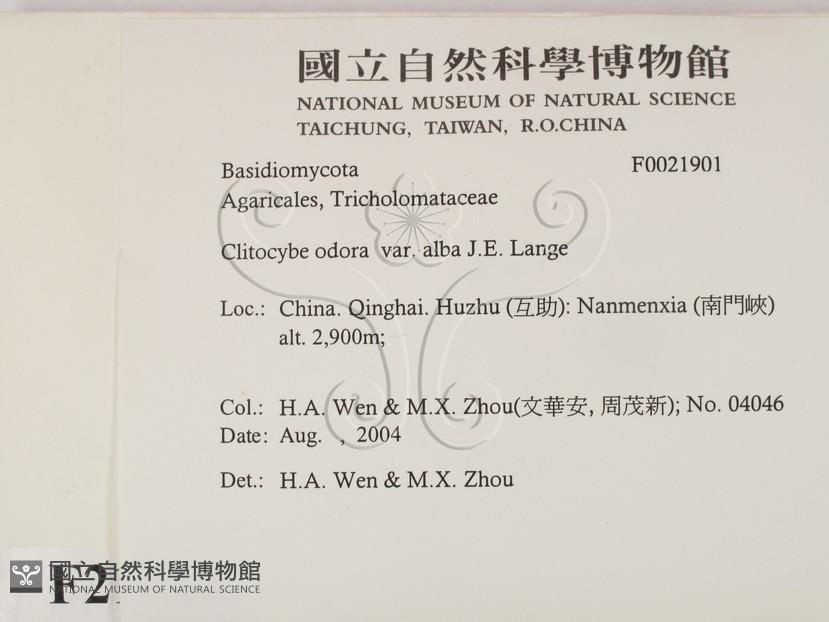 國立自然科學博物館
NATIONAL MUSEUM OF NATURAL SCIENCE
TAICHUNG, TAIWAN, R.O.CHINA
Basidiomycota F0021901
Agaricales, Tricholomataceae
Clitocybe odora var. alba J.E. Lange
Loc.: China. Qinghai. Huzhu (互助): Nanmenxia (南門峽)
alt. 2,900m;
Col.: H.A. Wen & M.X. Zhou(文華安, 周茂新); No. 04046
Date: Aug. , 2004
Det.: H.A. Wen & M.X. Zhou
國立自然科學博物館
NATIONAL MUSEUM OF NATURAL SCIENCE
F2